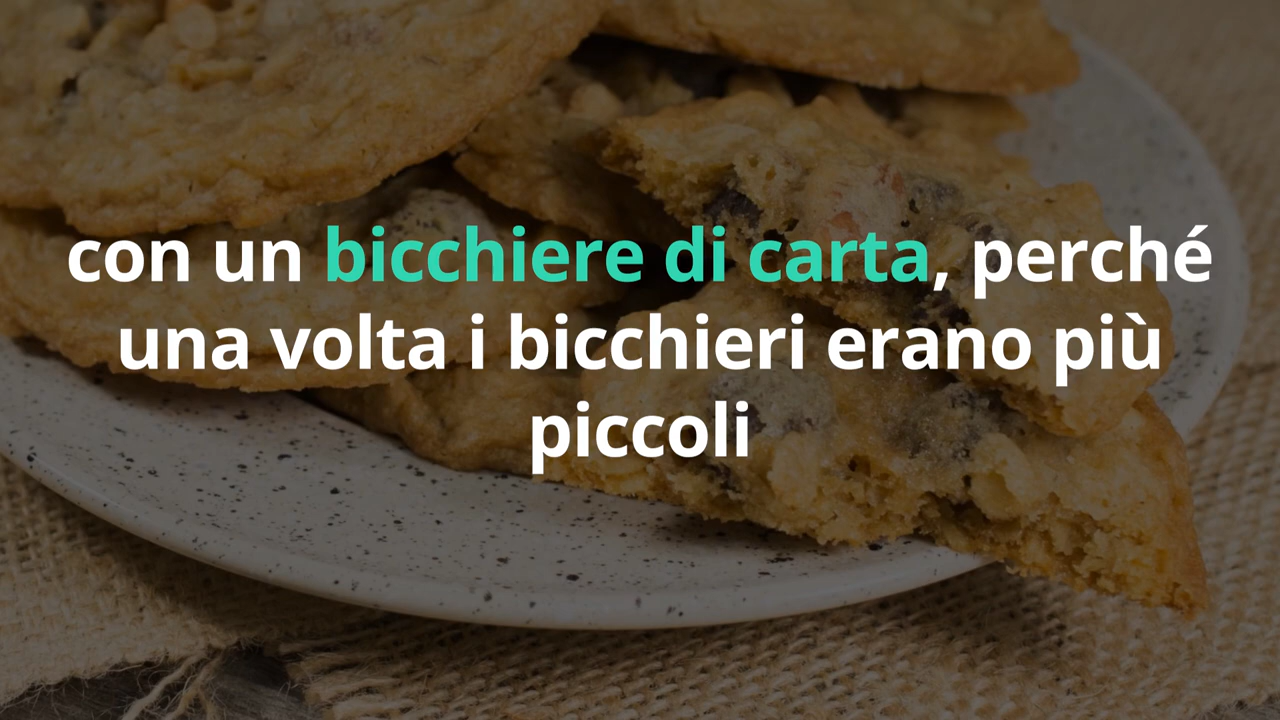 con un bicchiere di carta, perché
una volta i bicchieri erano più
piccoli